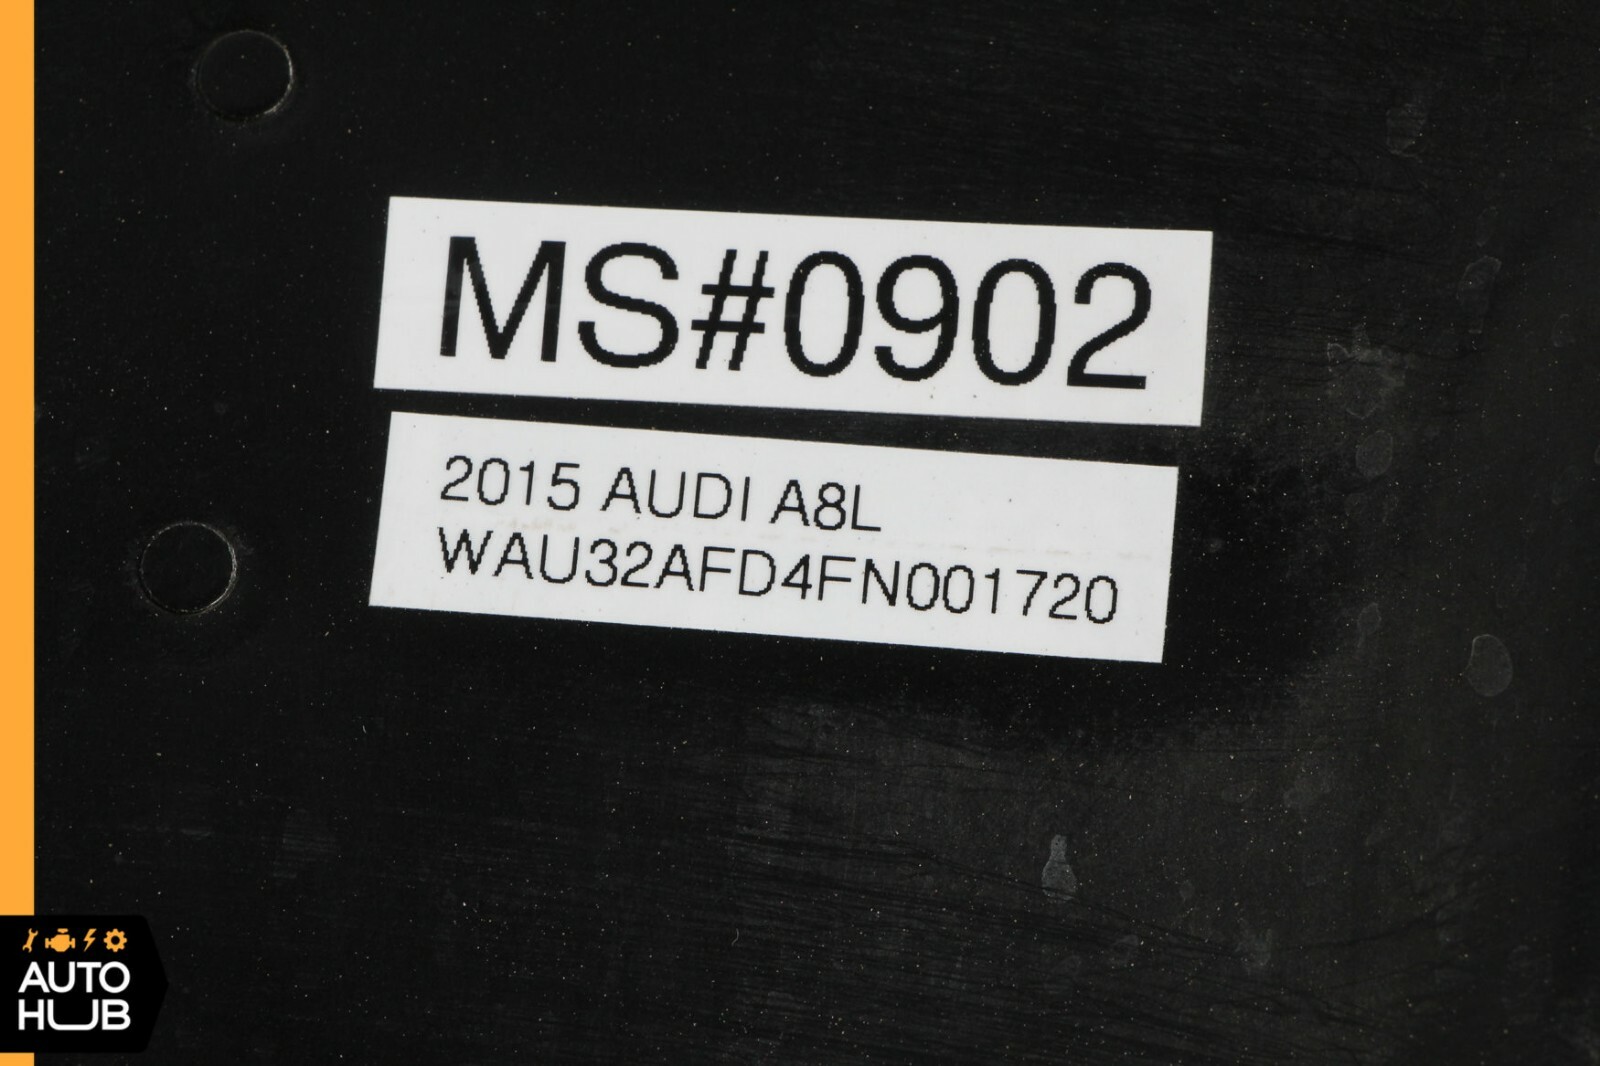 MS#0902
2015 AUDI A8L
WAU32AFD4FN001720
AUTO
HUB